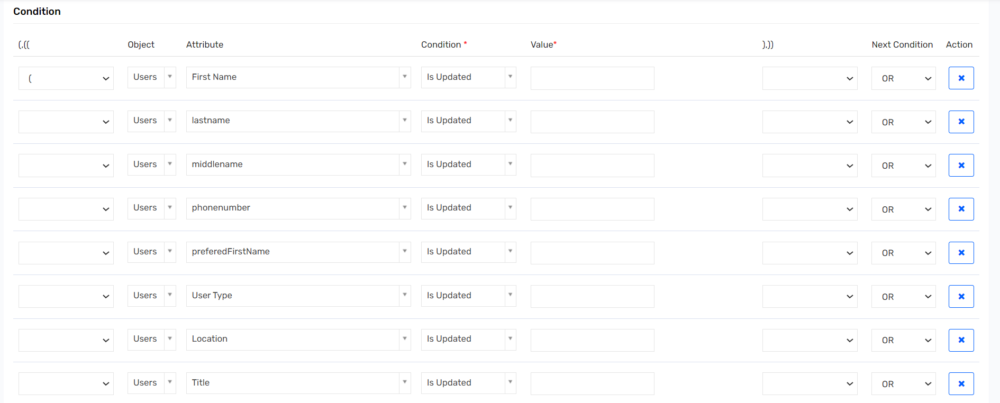 Condition
(,(( Object Attribute Condition * Value* ),)) Next Condition Action
( Users First Name Is Updated OR
Users lastname Is Updated OR
Users middlename Is Updated OR
Users phonenumber Is Updated OR
Users preferedFirstName Is Updated OR
Users User Type Is Updated OR
Users Location Is Updated OR
Users Title Is Updated OR